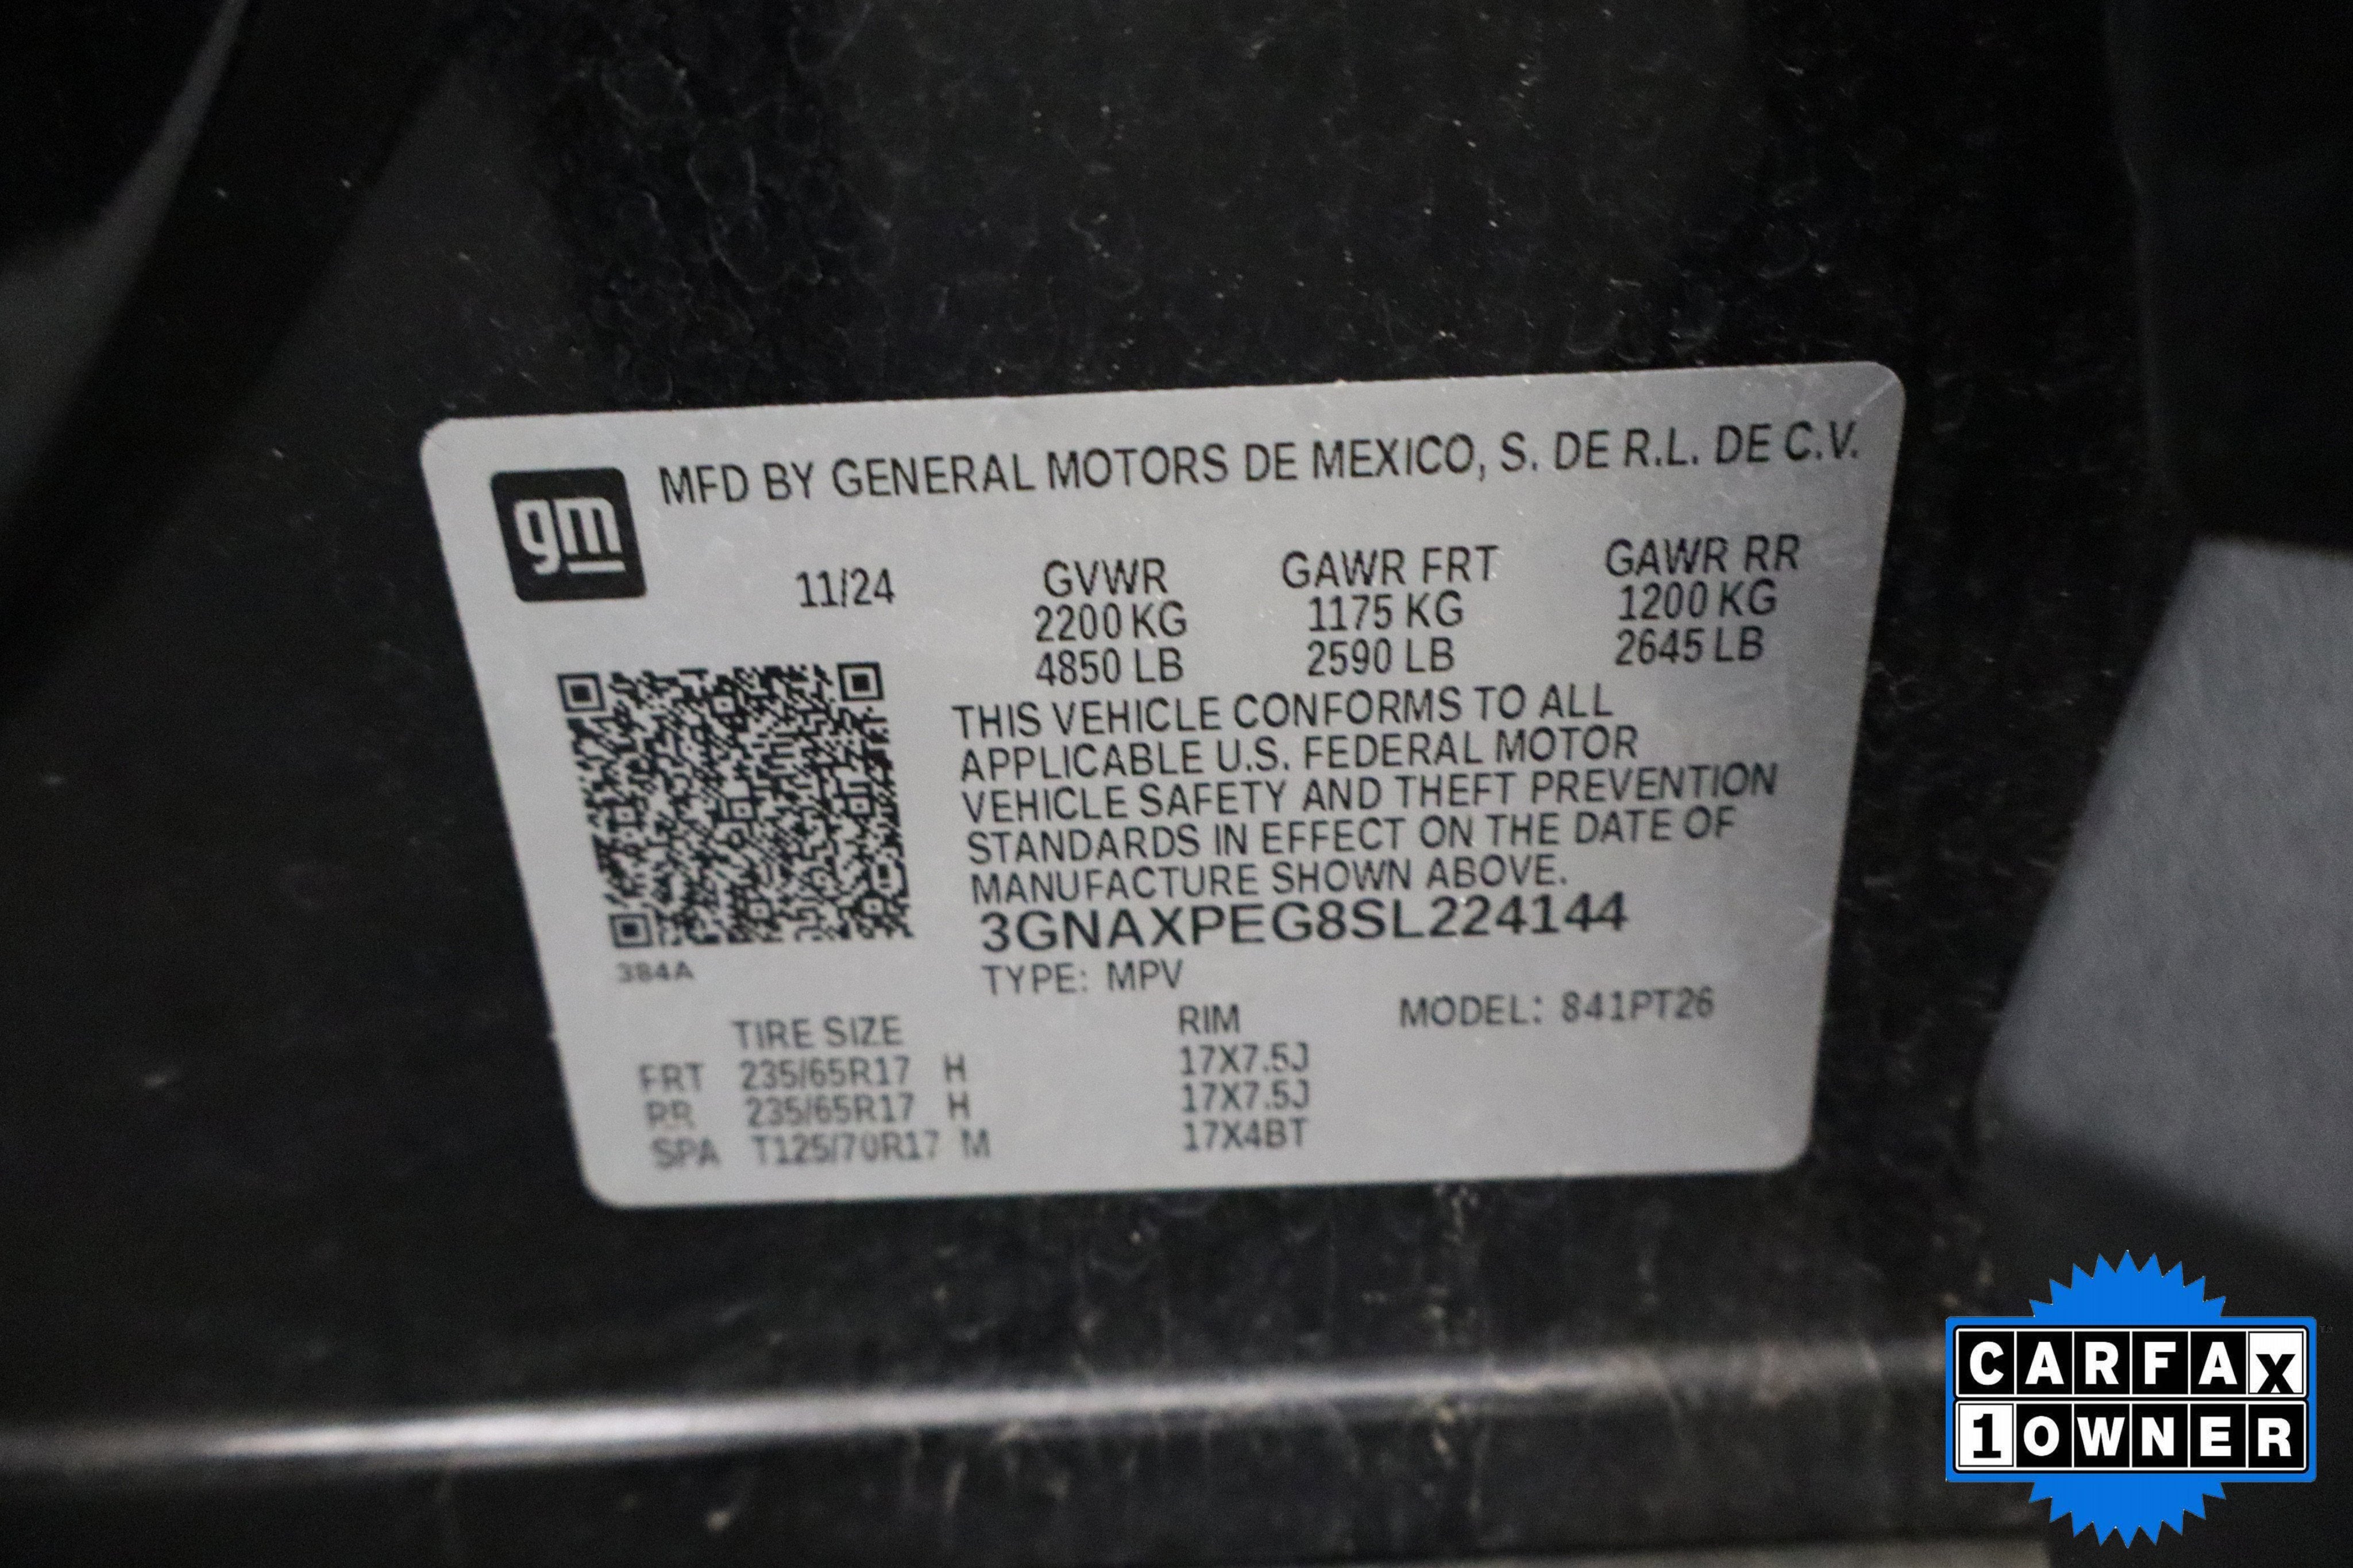 gm
MFD BY GENERAL MOTORS DE MEXICO, S. DE R.L. DE C.V.
11/24 GVWR GAWR FRT GAWR RR
2200 KG 1175 KG 1200 KG
4850 LB 2590 LB 2645 LB
THIS VEHICLE CONFORMS TO ALL
APPLICABLE U.S. FEDERAL MOTOR
VEHICLE SAFETY AND THEFT PREVENTION
STANDARDS IN EFFECT ON THE DATE OF
MANUFACTURE SHOWN ABOVE.
3GNAXPEG8SL224144
384A
TYPE: MPV
MODEL: 841PT26
TIRE SIZE RIM
FRT 235/65R17 H 17X7.5J
RR 235/65R17 H 17X7.5J
SPA T125/70R17 M 17X4BT
CARFAX
1 OWNER